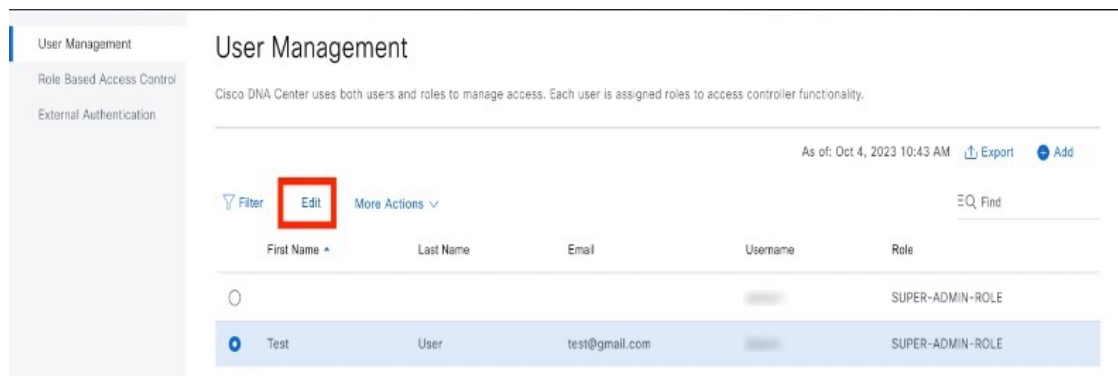 User Management
Role Based Access Control
External Authentication
User Management
Cisco DNA Center uses both users and roles to manage access. Each user is assigned roles to access controller functionality.
As of: Oct 4, 2023 10:43 AM Export Add
Filter Edit More Actions Find
First Name Last Name Email Username Role
SUPER-ADMIN-ROLE
Test User test@gmail.com SUPER-ADMIN-ROLE